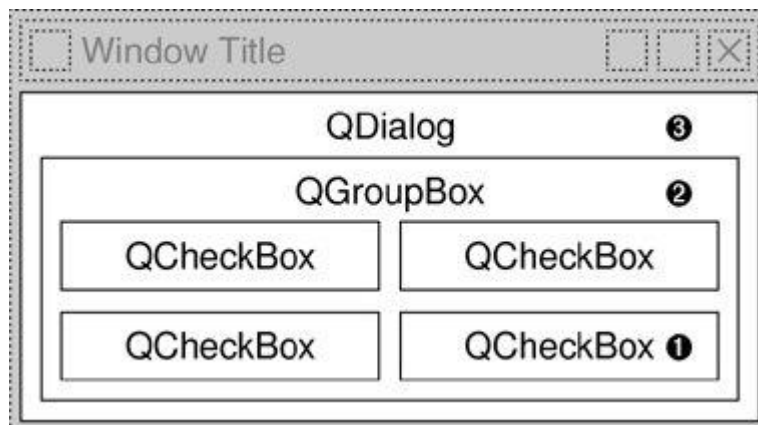 Window Title
QDialog ❸
QGroupBox ❷
QCheckBox QCheckBox
QCheckBox QCheckBox ❶